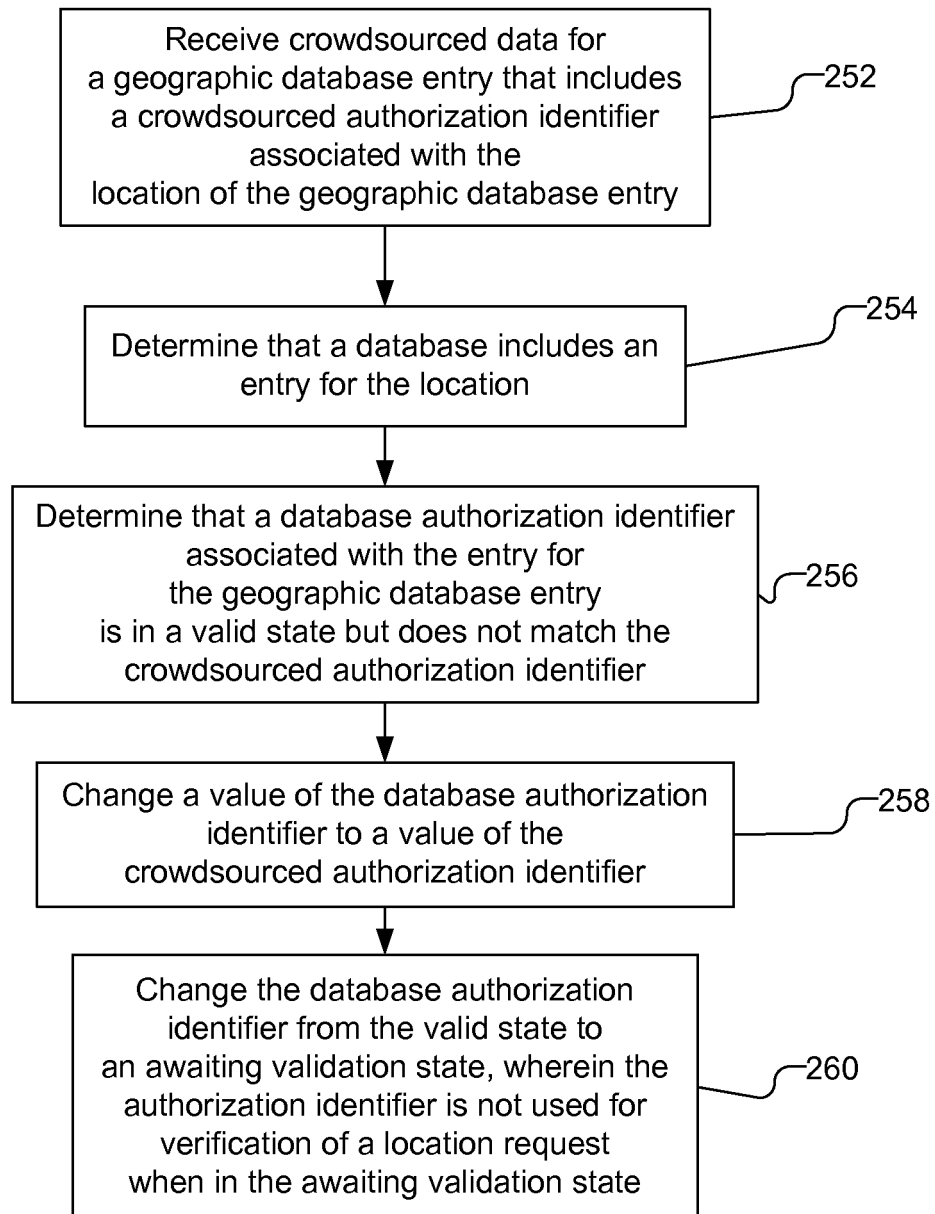 Receive crowdsourced data for
a geographic database entry that includes
a crowdsourced authorization identifier
associated with the
location of the geographic database entry
252
Determine that a database includes an
entry for the location
254
Determine that a database authorization identifier
associated with the entry for
the geographic database entry
is in a valid state but does not match the
crowdsourced authorization identifier
256
Change a value of the database authorization
identifier to a value of the
crowdsourced authorization identifier
258
Change the database authorization
identifier from the valid state to
an awaiting validation state, wherein the
authorization identifier is not used for
verification of a location request
when in the awaiting validation state
260